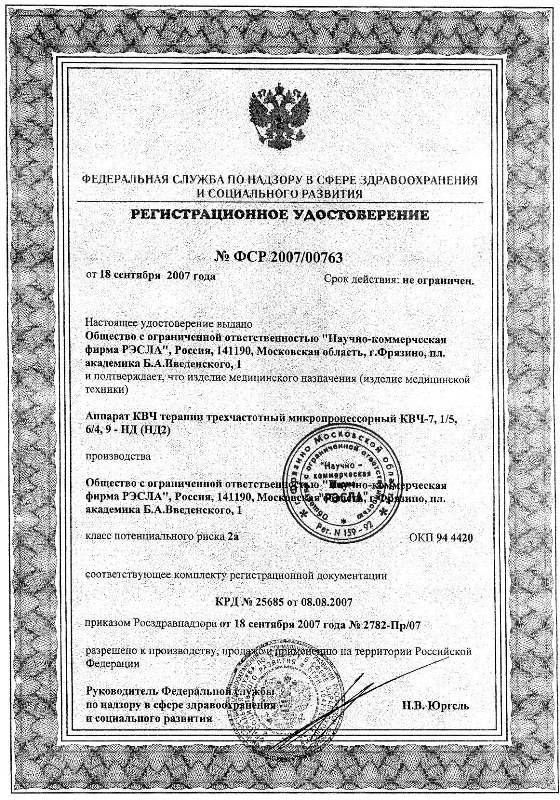 ФЕДЕРАЛЬНАЯ СЛУЖБА ПО НАДЗОРУ В СФЕРЕ ЗДРАВООХРАНЕНИЯ
И СОЦИАЛЬНОГО РАЗВИТИЯ
РЕГИСТРАЦИОННОЕ УДОСТОВЕРЕНИЕ
№ ФСР 2007/00763
от 18 сентября 2007 года
Срок действия: не ограничен.
Настоящее удостоверение выдано
Общество с ограниченной ответственностью "Научно-коммерческая
фирма РЭСЛА", Россия, 141190, Московская область, г.Фрязино, пл.
академика Б.А.Введенского, 1
и подтверждает, что изделие медицинского назначения (изделие медицинской
техники)
Аппарат КВЧ терапии трехчастотный микропроцессорный КВЧ-7, 1/5,
6/4, 9 - НД (НД2)
производства
Общество с ограниченной ответственностью "Научно-коммерческая
фирма РЭСЛА", Россия, 141190, Московская область, г.Фрязино, пл.
академика Б.А.Введенского, 1
класс потенциального риска 2а
ОКП 94 4420
соответствующее комплекту регистрационной документации
КРД № 25685 от 08.08.2007
приказом Росздравнадзора от 18 сентября 2007 года № 2782-Пр/07
разрешено к производству, продаже и применению на территории Российской
Федерации
Руководитель Федеральной службы
по надзору в сфере здравоохранения
и социального развития
Н.В. Юргель
г. Фрязино Московской обл.
Общество с ограниченной ответственностью
"Научно -
коммерческая
фирма
РЭСЛА"
Рег. N 159 - 92